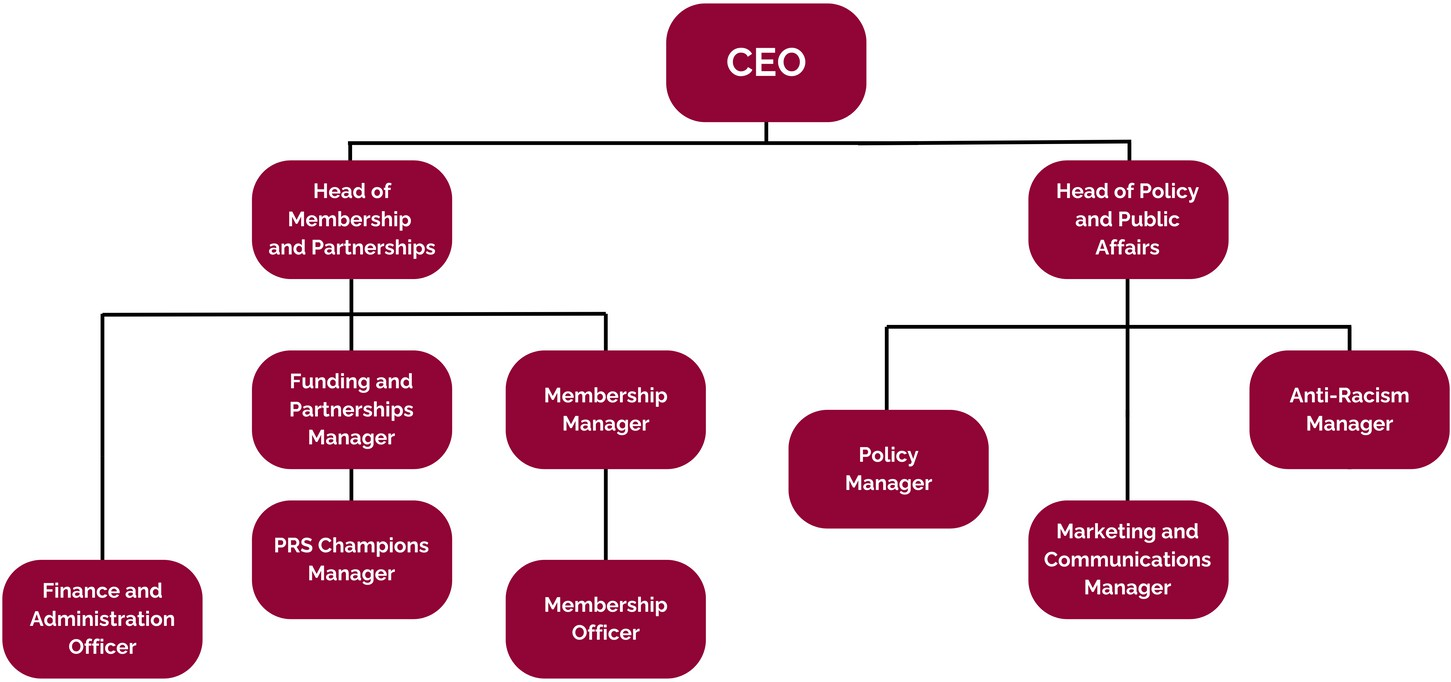 CEO
Head of
Membership
and Partnerships
Head of Policy
and Public
Affairs
Funding and
Partnerships
Manager
Membership
Manager
Policy
Manager
Anti-Racism
Manager
PRS Champions
Manager
Marketing and
Communications
Manager
Finance and
Administration
Officer
Membership
Officer